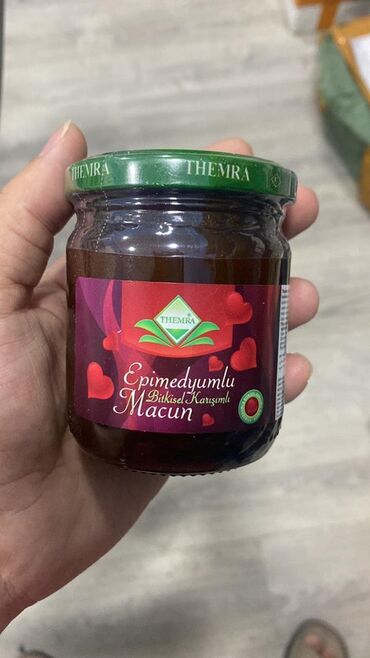 THEMRA THEMRA
THEMRA
Epimedyumlu
Bitkisel Karışımlı
Macun